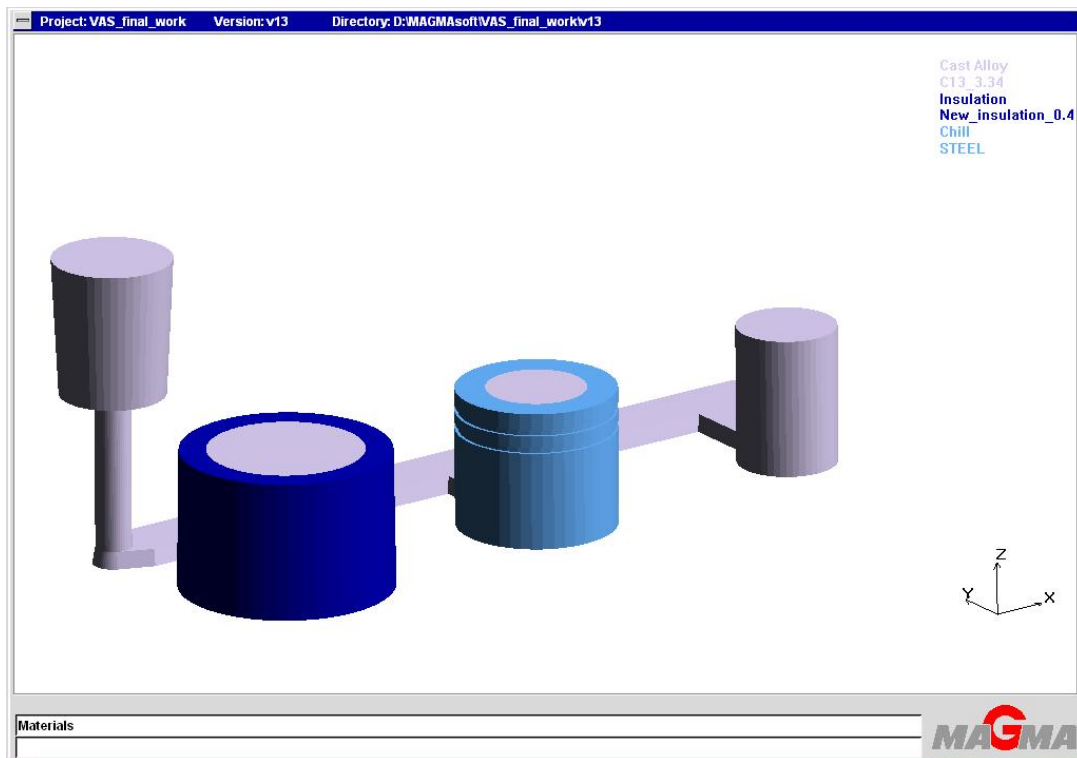 Project: VAS_final_work Version: v13 Directory: D:\MAGMAsoft\VAS_final_work\v13
Cast Alloy
C13_3.34
Insulation
New_insulation_0.4
Chill
STEEL
Z
Y X
Materials
MAGMA